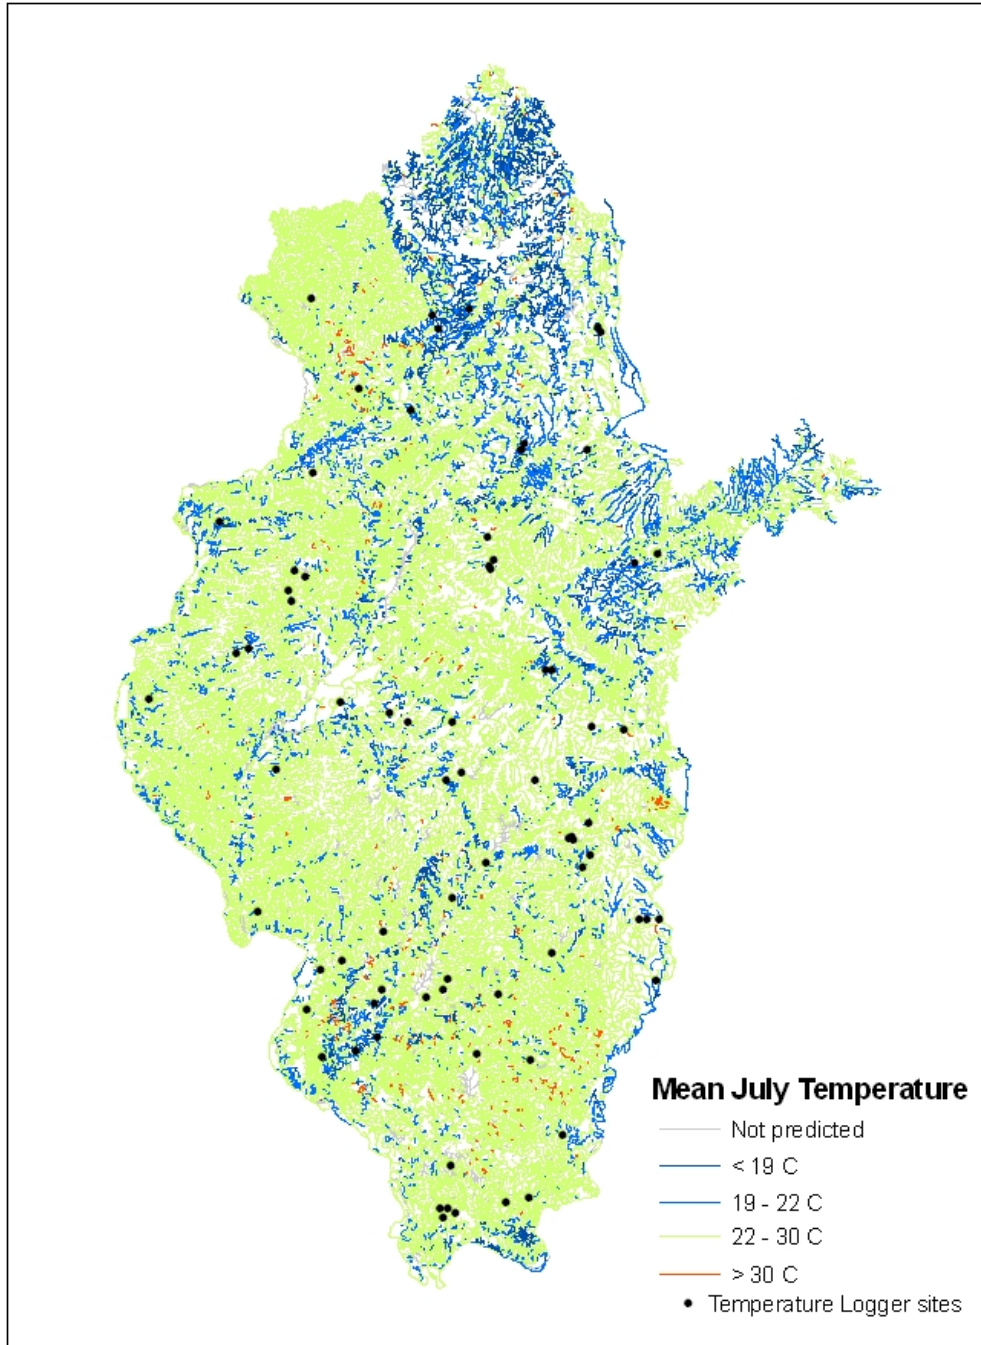 Mean July Temperature
Not predicted
< 19 C
19 - 22 C
22 - 30 C
> 30 C
Temperature Logger sites